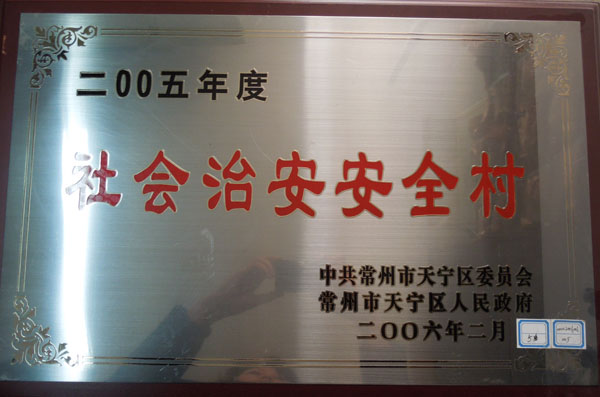 二00五年度
社会治安安全村
中共常州市天宁区委员会
常州市天宁区人民政府
二〇〇六年二月